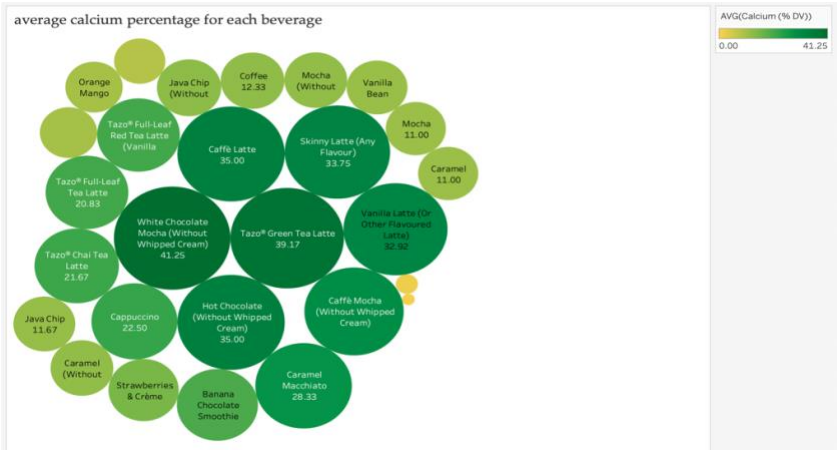 average calcium percentage for each beverage
AVG(Calcium (% DV))
0.00
41.25
Orange
Mango
Java Chip
(Without
Coffee
12.33
Mocha
(Without
Vanilla
Bean
Tazo® Full-Leaf
Red Tea Latte
(Vanilla
Caffè Latte
35.00
Skinny Latte (Any
Flavour)
33.75
Mocha
11.00
Caramel
11.00
Tazo® Full-Leaf
Tea Latte
20.83
White Chocolate
Mocha (Without
Whipped Cream)
41.25
Tazo® Green Tea Latte
39.17
Vanilla Latte (Or
Other Flavoured
Latte)
32.92
Tazo® Chai Tea
Latte
21.67
Java Chip
11.67
Cappuccino
22.50
Hot Chocolate
(Without Whipped
Cream)
35.00
Caffè Mocha
(Without Whipped
Cream)
Caramel
(Without
Strawberries
& Crème
Banana
Chocolate
Smoothie
Caramel
Macchiato
28.33